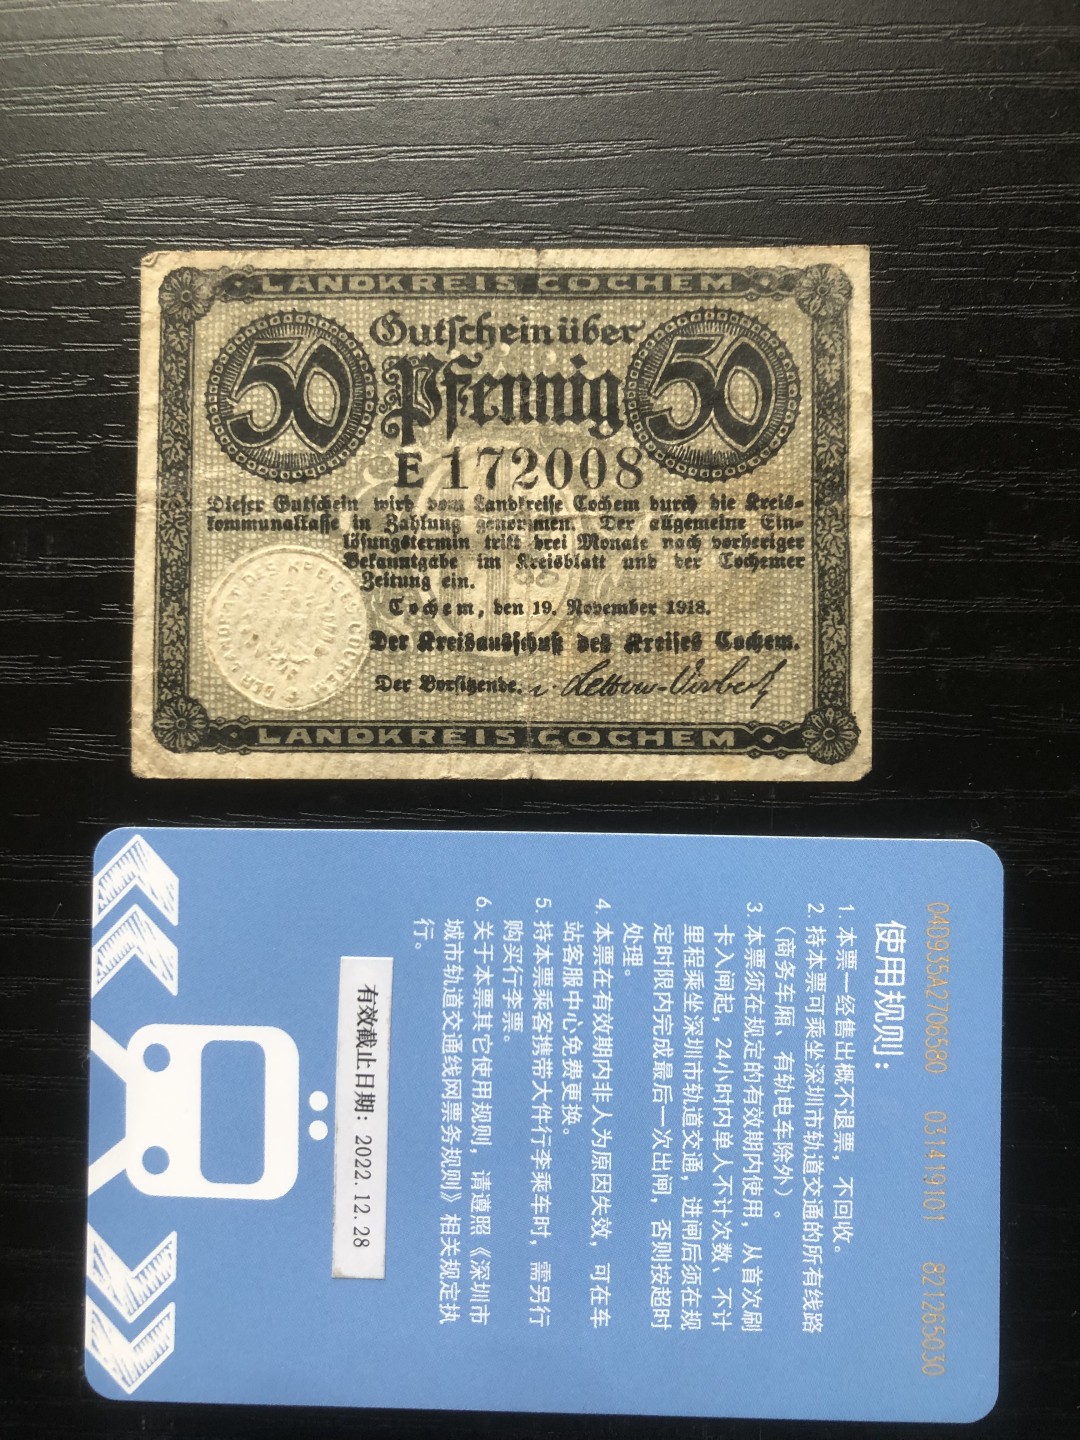 LANDKREIS COCHEM
Gutschein über
50 Pfennig 50
E 172008
Dieser Gutschein wird vom Landkreise Cochem durch die Kreis-
kommunalkasse in Zahlung genommen. Der allgemeine Ein-
lösungstermin tritt drei Monate nach vorheriger
Bekanntgabe im Kreisblatt und der Cochemer
Zeitung ein.
Cochem, den 19. November 1918.
Der Kreisausschuß des Kreises Cochem.
Der Vorsitzende.
LANDKREIS COCHEM
04D935A2706580 031419101 821265030
使用规则：
1. 本票一经售出概不退票，不回收。
2. 持本票可乘坐深圳市轨道交通的所有线路
（商务车厢、有轨电车除外）。
3. 本票须在规定的有效期内使用，从首次刷
卡入闸起，24小时内单人不计次数、不计
里程乘坐深圳市轨道交通，进闸后须在规
定时限内完成最后一次出闸，否则按超时
处理。
4. 本票在有效期内非人为原因失效，可在车
站客服中心免费更换。
5. 持本票乘客携带大件行李乘车时，需另行
购买行李票。
6. 关于本票其它使用规则，请遵照《深圳市
城市轨道交通线网票务规则》相关规定执
行。
有效截止日期：2022.12.28